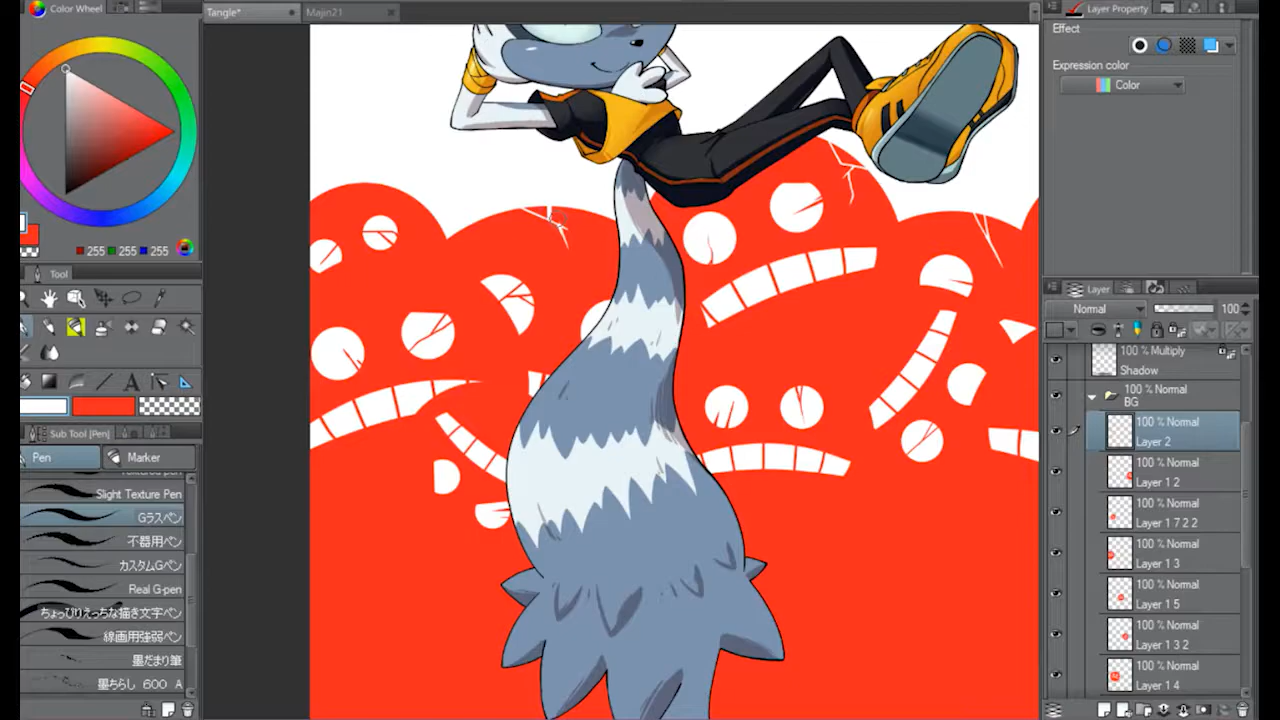 Color Wheel
Tangle*
Majin21
Layer Property
Effect
Expression color
Color
255 255 255
Tool
Sub Tool [Pen]
Pen
Marker
Slight Texture Pen
Gラスペン
不器用ペン
カスタムGペン
Real G-pen
ちょっぴりえっちな描き文字ペン
線画用強弱ペン
墨だまり筆
墨ちらし 600 A
Layer
Normal
100
100 % Multiply
Shadow
100 % Normal
BG
100 % Normal
Layer 2
100 % Normal
Layer 1 2
100 % Normal
Layer 1 7 2 2
100 % Normal
Layer 1 3
100 % Normal
Layer 1 5
100 % Normal
Layer 1 3 2
100 % Normal
Layer 1 4